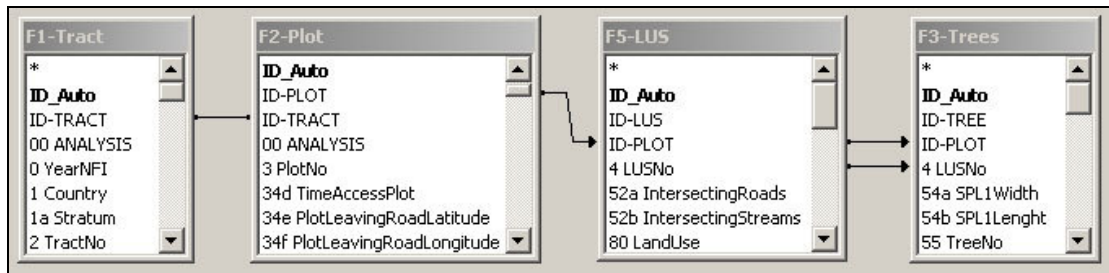 F1-Tract
*
ID_Auto
ID-TRACT
00 ANALYSIS
0 YearNFI
1 Country
1a Stratum
2 TractNo
F2-Plot
ID_Auto
ID-PLOT
ID-TRACT
00 ANALYSIS
3 PlotNo
34d TimeAccessPlot
34e PlotLeavingRoadLatitude
34f PlotLeavingRoadLongitude
F5-LUS
*
ID_Auto
ID-LUS
ID-PLOT
4 LUSNo
52a IntersectingRoads
52b IntersectingStreams
80 LandUse
F3-Trees
*
ID_Auto
ID-TREE
ID-PLOT
4 LUSNo
54a SPL1Width
54b SPL1Lenght
55 TreeNo